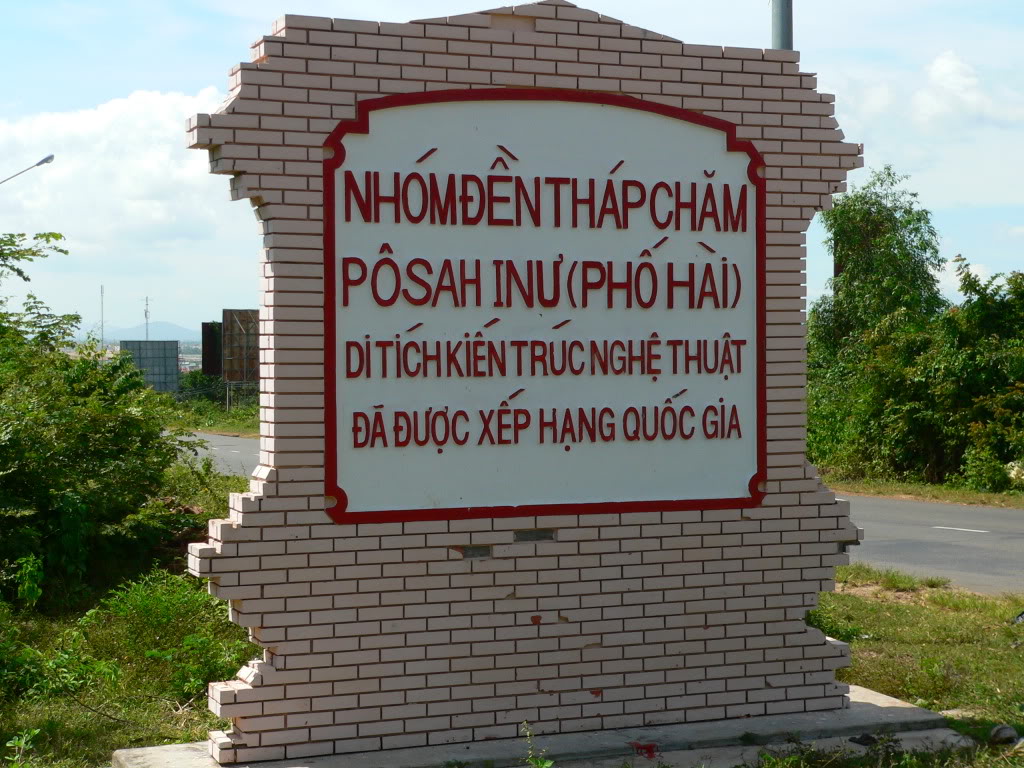 NHÓM ĐỀN THÁP CHĂM
PÔSAH INƯ (PHỐ HÀI)
DI TÍCH KIẾN TRÚC NGHỆ THUẬT
ĐÃ ĐƯỢC XẾP HẠNG QUỐC GIA